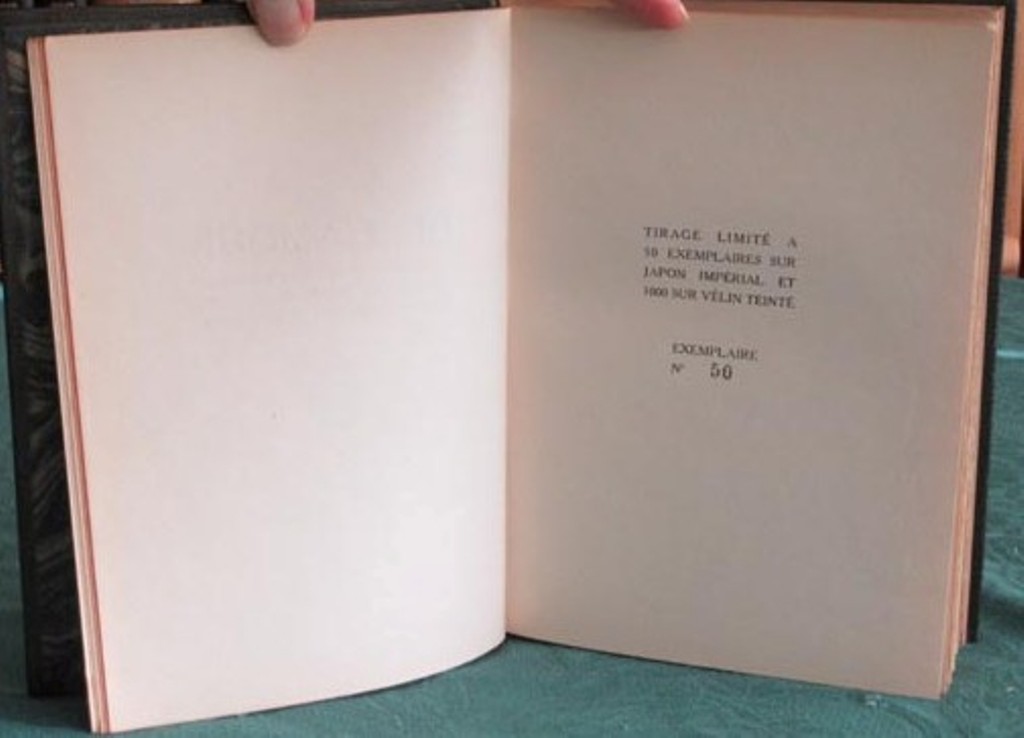 TIRAGE LIMITÉ A
50 EXEMPLAIRES SUR
JAPON IMPÉRIAL ET
1000 SUR VÉLIN TEINTÉ
EXEMPLAIRE
N° 50